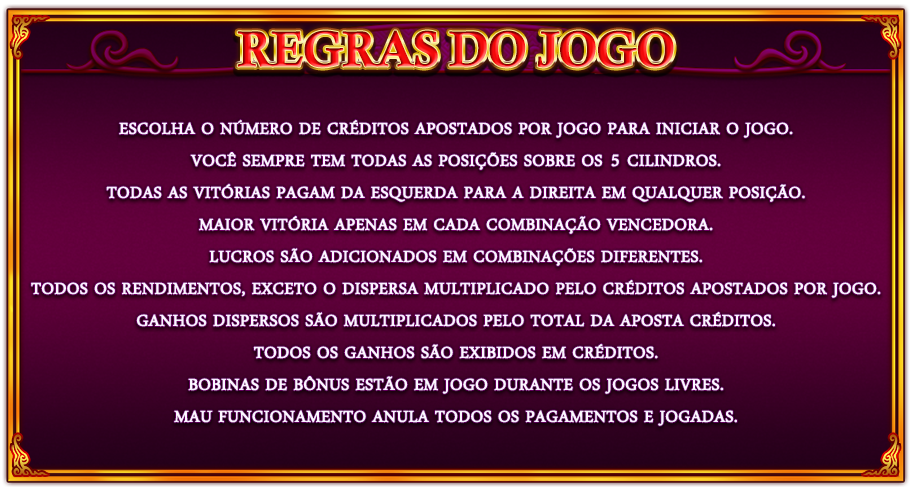 REGRAS DO JOGO
ESCOLHA O NÚMERO DE CRÉDITOS APOSTADOS POR JOGO PARA INICIAR O JOGO.
VOCÊ SEMPRE TEM TODAS AS POSIÇÕES SOBRE OS 5 CILINDROS.
TODAS AS VITÓRIAS PAGAM DA ESQUERDA PARA A DIREITA EM QUALQUER POSIÇÃO.
MAIOR VITÓRIA APENAS EM CADA COMBINAÇÃO VENCEDORA.
LUCROS SÃO ADICIONADOS EM COMBINAÇÕES DIFERENTES.
TODOS OS RENDIMENTOS, EXCETO O DISPERSA MULTIPLICADO PELO CRÉDITOS APOSTADOS POR JOGO.
GANHOS DISPERSOS SÃO MULTIPLICADOS PELO TOTAL DA APOSTA CRÉDITOS.
TODOS OS GANHOS SÃO EXIBIDOS EM CRÉDITOS.
BOBINAS DE BÔNUS ESTÃO EM JOGO DURANTE OS JOGOS LIVRES.
MAU FUNCIONAMENTO ANULA TODOS OS PAGAMENTOS E JOGADAS.